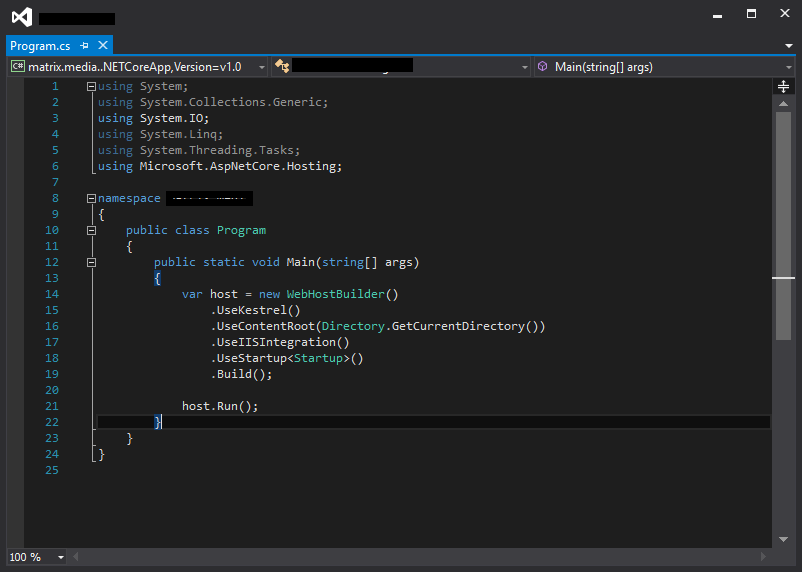 Program.cs
matrix.media..NETCoreApp,Version=v1.0
Main(string[] args)
1 using System;
2 using System.Collections.Generic;
3 using System.IO;
4 using System.Linq;
5 using System.Threading.Tasks;
6 using Microsoft.AspNetCore.Hosting;
7
8 namespace
9 {
10 public class Program
11 {
12 public static void Main(string[] args)
13 {
14 var host = new WebHostBuilder()
15 .UseKestrel()
16 .UseContentRoot(Directory.GetCurrentDirectory())
17 .UseIISIntegration()
18 .UseStartup<Startup>()
19 .Build();
20
21 host.Run();
22 }
23 }
24 }
25
100 %